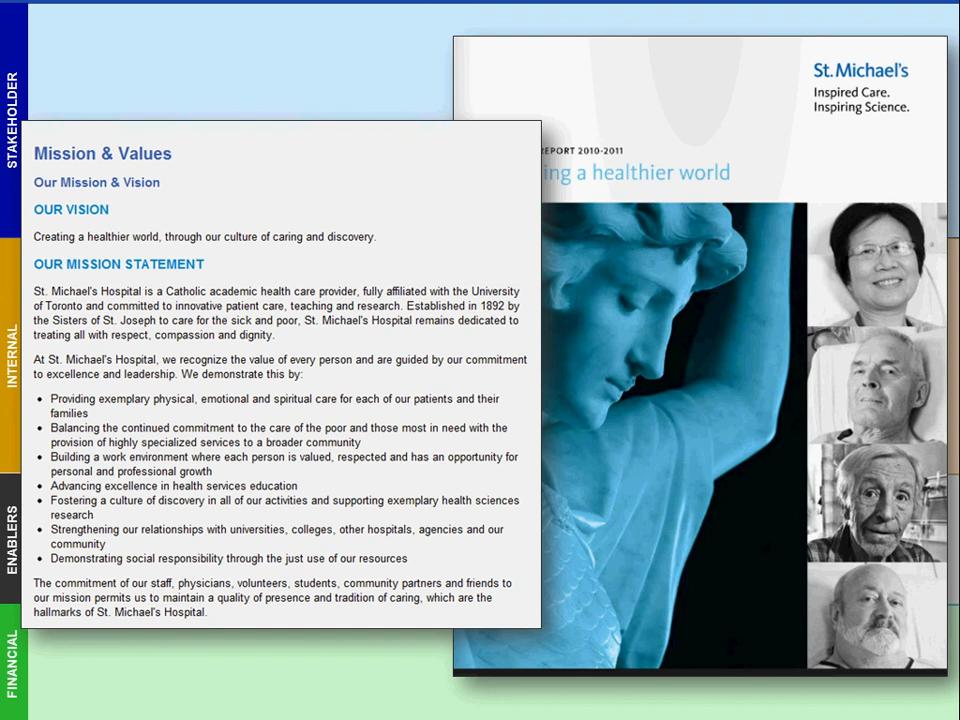 STAKEHOLDER
INTERNAL
ENABLERS
FINANCIAL
Mission & Values
Our Mission & Vision
OUR VISION
Creating a healthier world, through our culture of caring and discovery.
OUR MISSION STATEMENT
St. Michael's Hospital is a Catholic academic health care provider, fully affiliated with the University
of Toronto and committed to innovative patient care, teaching and research. Established in 1892 by
the Sisters of St. Joseph to care for the sick and poor, St. Michael's Hospital remains dedicated to
treating all with respect, compassion and dignity.
At St. Michael's Hospital, we recognize the value of every person and are guided by our commitment
to excellence and leadership. We demonstrate this by:
• Providing exemplary physical, emotional and spiritual care for each of our patients and their
families
• Balancing the continued commitment to the care of the poor and those most in need with the
provision of highly specialized services to a broader community
• Building a work environment where each person is valued, respected and has an opportunity for
personal and professional growth
• Advancing excellence in health services education
• Fostering a culture of discovery in all of our activities and supporting exemplary health sciences
research
• Strengthening our relationships with universities, colleges, other hospitals, agencies and our
community
• Demonstrating social responsibility through the just use of our resources
The commitment of our staff, physicians, volunteers, students, community partners and friends to
our mission permits us to maintain a quality of presence and tradition of caring, which are the
hallmarks of St. Michael's Hospital.
St. Michael's
Inspired Care.
Inspiring Science.
REPORT 2010-2011
ing a healthier world